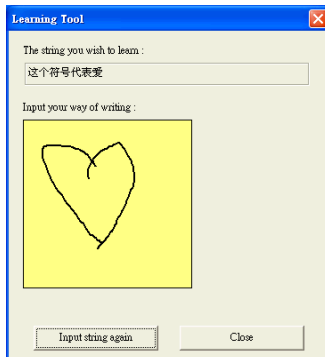 Learning Tool
The string you wish to learn :
这个符号代表爱
Input your way of writing :
Input string again
Close